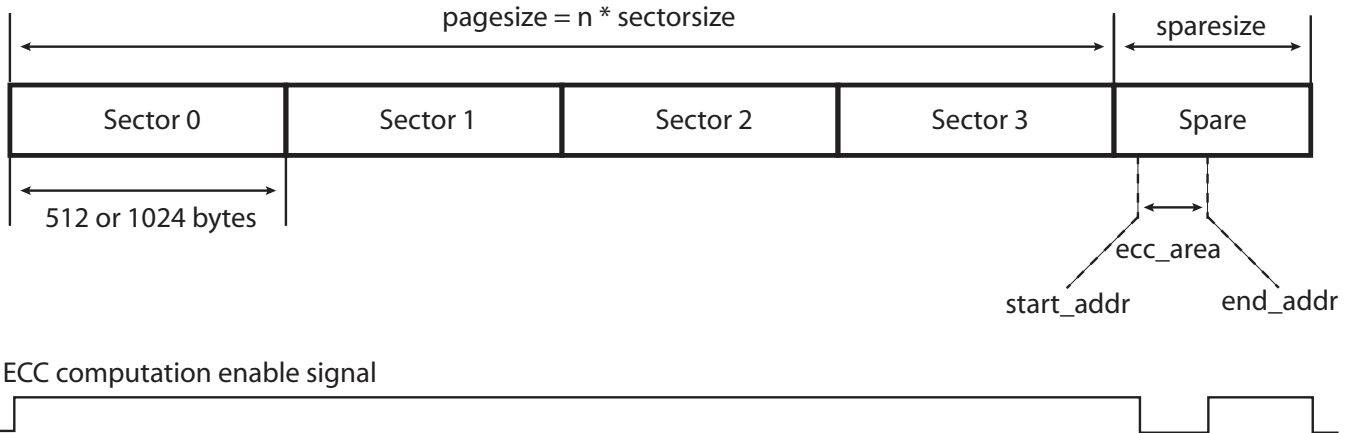 pagesize = n * sectorsize
sparesize
Sector 0
Sector 1
Sector 2
Sector 3
Spare
512 or 1024 bytes
ecc_area
start_addr
end_addr
ECC computation enable signal